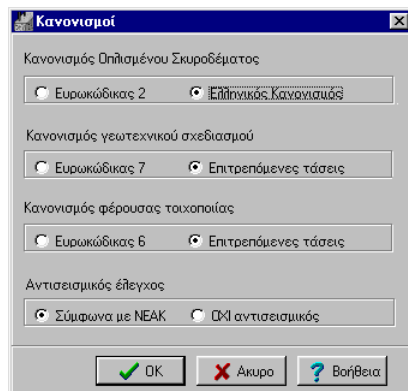 Κανονισμοί
Κανονισμός Οπλισμένου Σκυροδέματος
Ευρωκώδικας 2 Ελληνικός Κανονισμός
Κανονισμός γεωτεχνικού σχεδιασμού
Ευρωκώδικας 7 Επιτρεπόμενες τάσεις
Κανονισμός φέρουσας τοιχοποιίας
Ευρωκώδικας 6 Επιτρεπόμενες τάσεις
Αντισεισμικός έλεγχος
Σύμφωνα με ΝΕΑΚ ΟΧΙ αντισεισμικός
OK Ακυρο Βοήθεια